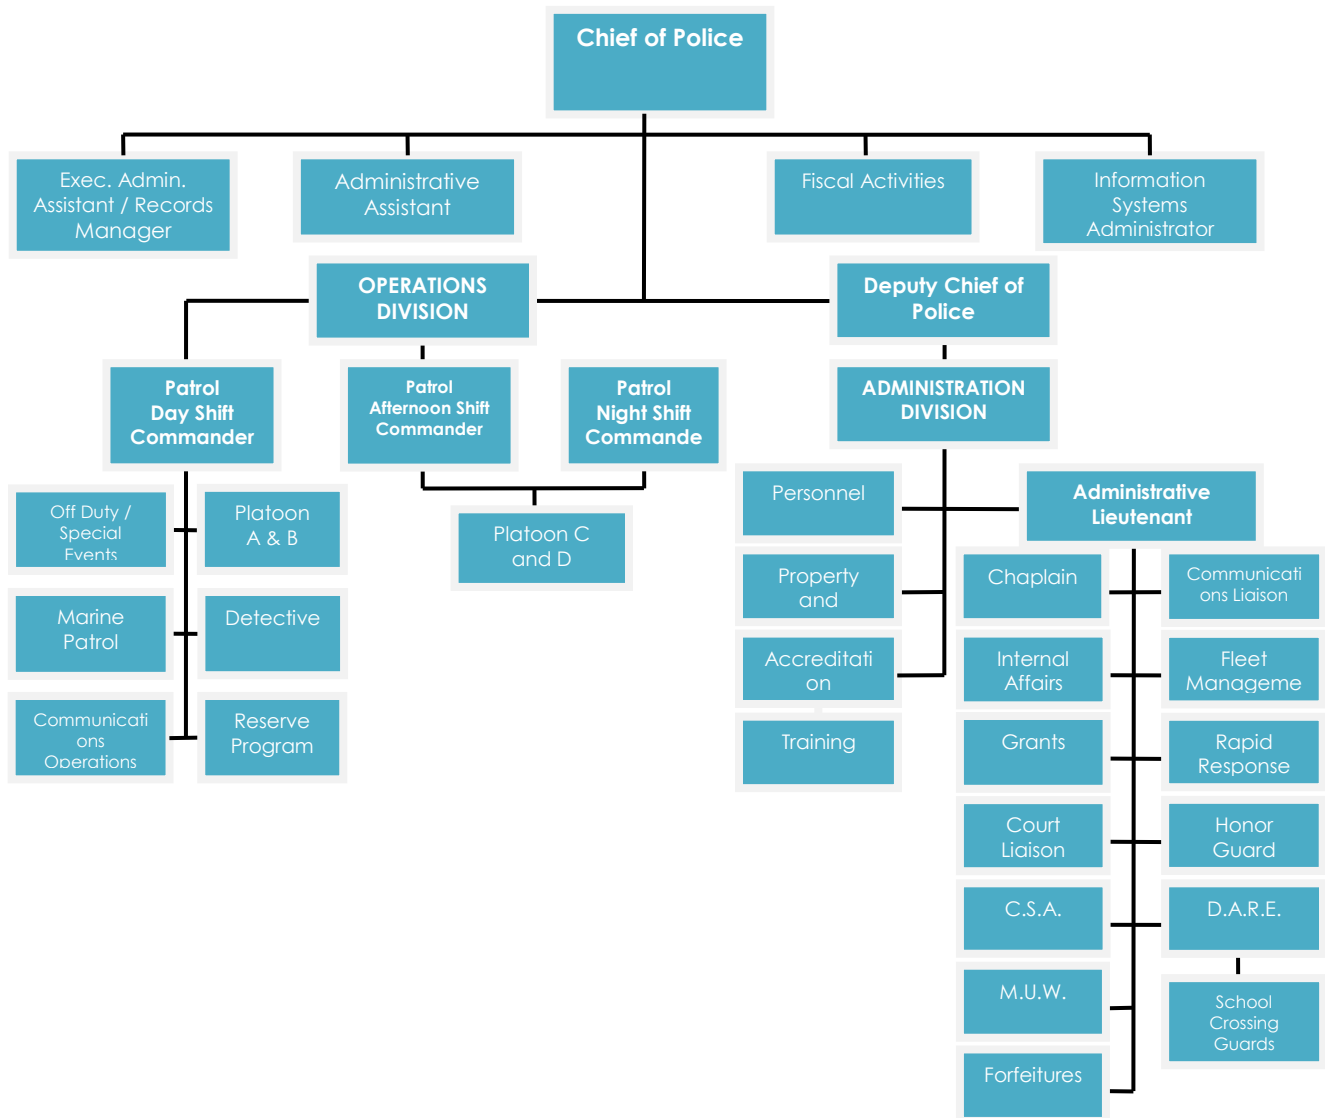 Chief of Police
Exec. Admin.
Assistant / Records
Manager
Administrative
Assistant
Fiscal Activities
Information
Systems
Administrator
OPERATIONS
DIVISION
Deputy Chief of
Police
Patrol
Day Shift
Commander
Patrol
Afternoon Shift
Commander
Patrol
Night Shift
Commande
ADMINISTRATION
DIVISION
Off Duty /
Special
Events
Platoon
A & B
Platoon C
and D
Personnel
Administrative
Lieutenant
Marine
Patrol
Detective
Property
and
Chaplain
Communicati
ons Liaison
Communicati
ons
Operations
Reserve
Program
Accreditati
on
Internal
Affairs
Fleet
Manageme
Training
Grants
Rapid
Response
Court
Liaison
Honor
Guard
C.S.A.
D.A.R.E.
M.U.W.
School
Crossing
Guards
Forfeitures